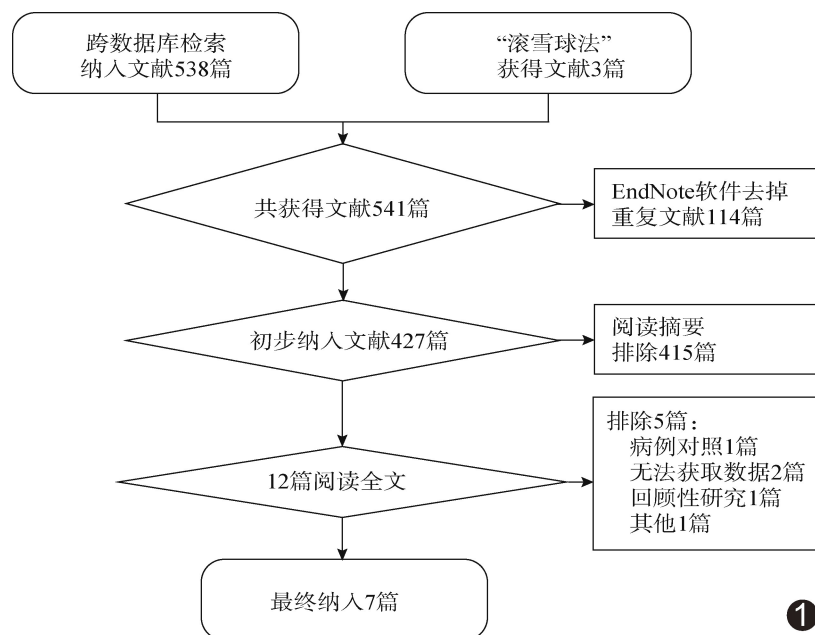 跨数据库检索
纳入文献538篇
“滚雪球法”
获得文献3篇
共获得文献541篇
EndNote软件去掉
重复文献114篇
初步纳入文献427篇
阅读摘要
排除415篇
12篇阅读全文
排除5篇：
病例对照1篇
无法获取数据2篇
回顾性研究1篇
其他1篇
最终纳入7篇
1